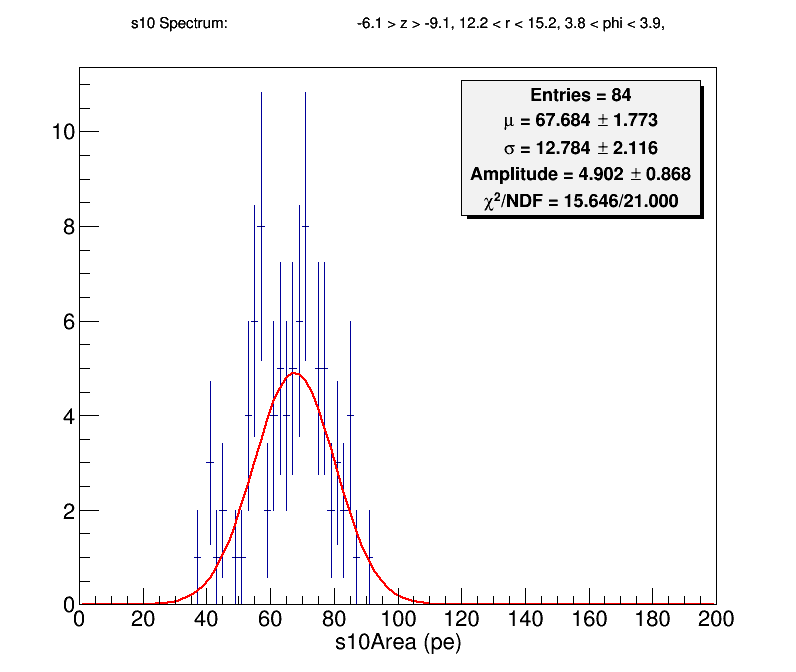 s10 Spectrum: -6.1 > z > -9.1, 12.2 < r < 15.2, 3.8 < phi < 3.9,
Entries = 84
μ = 67.684 ± 1.773
σ = 12.784 ± 2.116
Amplitude = 4.902 ± 0.868
χ²/NDF = 15.646/21.000
10
8
6
4
2
0
0 20 40 60 80 100 120 140 160 180 200
s10Area (pe)